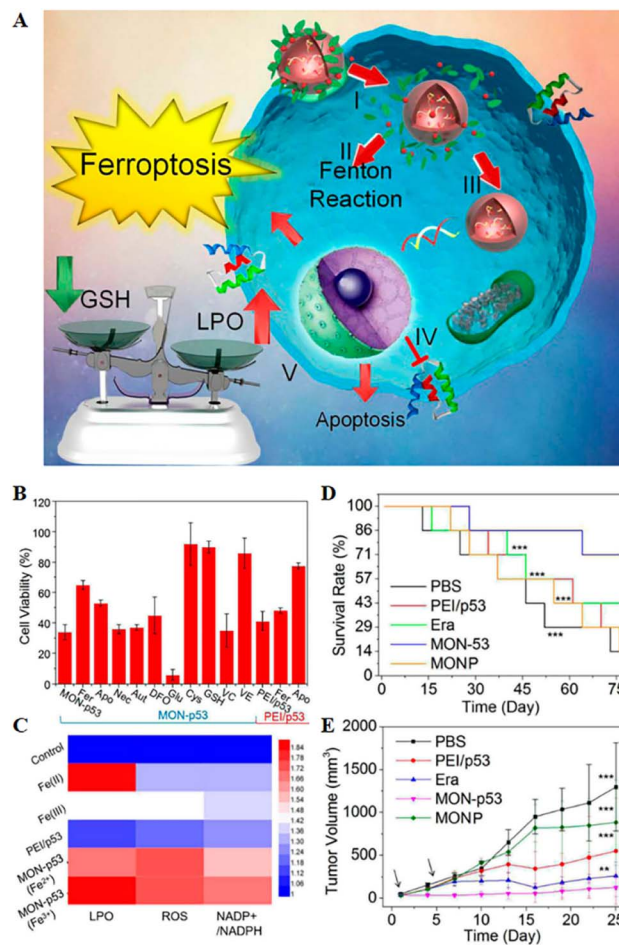 A
I
II
Fenton
Reaction
III
Ferroptosis
GSH
LPO
IV
V
Apoptosis
B
Cell Viability (%)
120
100
80
60
40
20
0
MON-p53
Fer
Apo
Nec
Aut
DFO
Glu
Cys
GSH
VC
VE
PEI/p53
Fer
Apo
MON-p53
PEI/p53
C
Control
Fe(II)
Fe(III)
PEI/p53
MON-p53
(Fe²⁺)
MON-p53
(Fe³⁺)
LPO
ROS
NADP+
/NADPH
1.84
1.78
1.72
1.66
1.60
1.54
1.48
1.42
1.36
1.30
1.24
1.18
1.12
1.06
1
D
Survival Rate (%)
100
86
71
57
43
29
14
0
***
***
***
***
PBS
PEI/p53
Era
MON-53
MONP
0
15
30
45
60
75
Time (Day)
E
Tumor Volume (mm³)
2000
1500
1000
500
0
PBS
PEI/p53
Era
MON-p53
MONP
***
***
***
**
0
5
10
15
20
25
Time (Day)